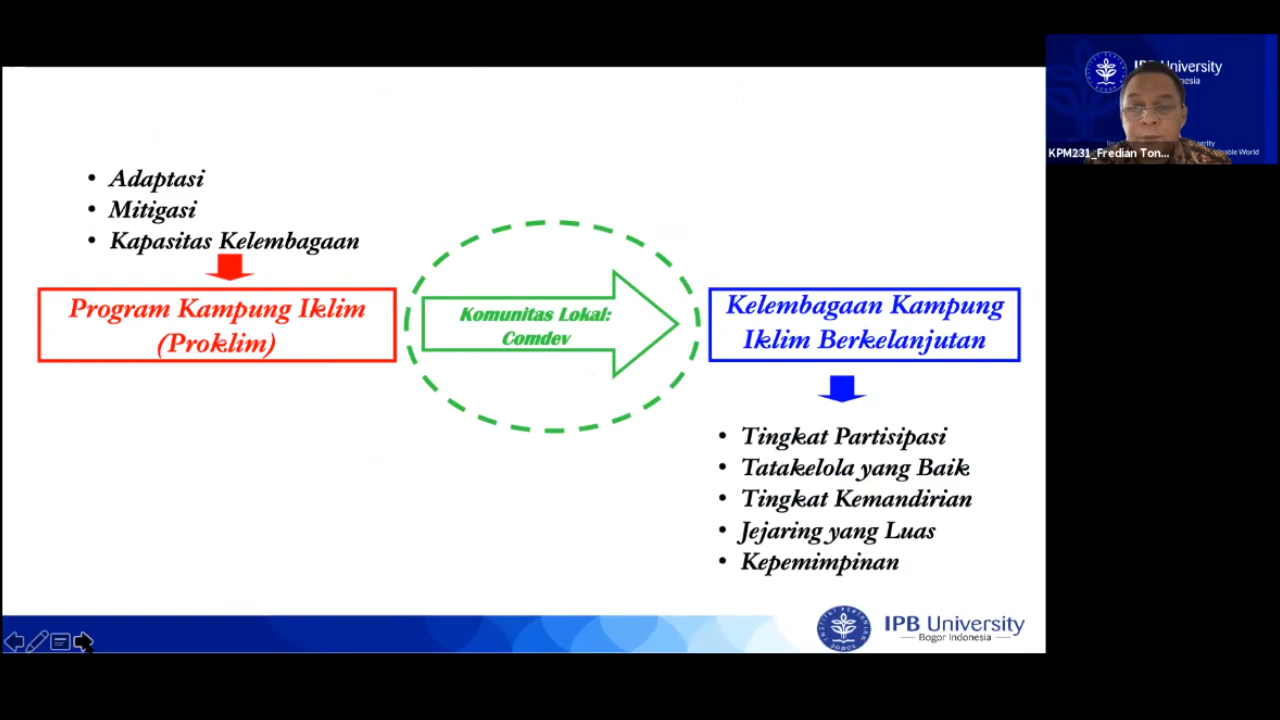 Adaptasi
Mitigasi
Kapasitas Kelembagaan
Program Kampung Iklim
(Proklim)
Komunitas Lokal:
Comdev
Kelembagaan Kampung
Iklim Berkelanjutan
Tingkat Partisipasi
Tatakelola yang Baik
Tingkat Kemandirian
Jejaring yang Luas
Kepemimpinan
IPB University
Bogor Indonesia
KPM231_Fredian Ton...
World